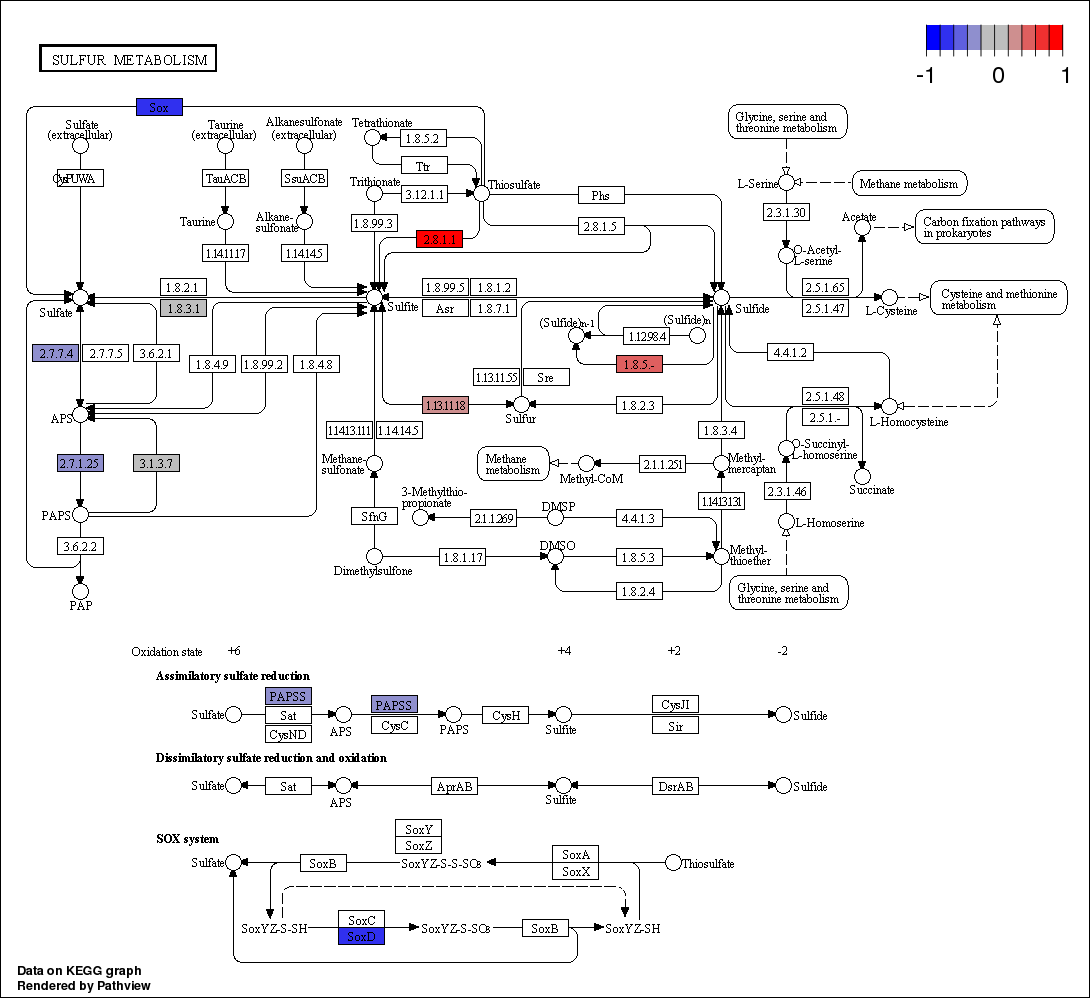 SULFUR METABOLISM
-1 0 1
Sox
Sulfate
(extracellular)
Taurine
(extracellular)
Alkanesulfonate
(extracellular)
Tetrathionate
1.8.5.2
Ttr
Glycine, serine and
threonine metabolism
TauACB
SsuACB
Trithionate
3.12.1.1
Thiosulfate
Phs
L-Serine
Methane metabolism
Taurine
Alkane-
sulfonate
1.8.99.3
2.8.1.5
2.3.1.30
Acetate
Carbon fixation pathways
in prokaryotes
2.8.1.1
1.14.11.17
1.14.14.5
O-Acetyl-
L-serine
1.8.2.1
1.8.99.5
1.8.1.2
2.5.1.65
Cysteine and methionine
metabolism
Sulfate
1.8.3.1
Sulfite
Asr
1.8.7.1
Sulfide
2.5.1.47
L-Cysteine
(Sulfide)n-1
(Sulfide)n
1.12.98.4
2.7.7.4
2.7.7.5
3.6.2.1
1.8.4.9
1.8.99.2
1.8.4.8
1.8.5.-
4.4.1.2
1.13.11.55
Sre
APS
1.13.11.18
Sulfur
1.8.2.3
2.5.1.48
2.5.1.-
L-Homocysteine
1.14.13.111
1.14.14.5
1.8.3.4
2.7.1.25
3.1.3.7
Methane-
sulfonate
Methane
metabolism
Methyl-CoM
2.1.1.251
Methyl-
mercaptan
O-Succinyl-
L-homoserine
Succinate
PAPS
SfnG
3-Methylthio-
propionate
2.1.1.269
DMSP
4.4.1.3
1.14.13.131
2.3.1.46
L-Homoserine
3.6.2.2
PAP
Dimethylsulfone
1.8.1.17
DMSO
1.8.5.3
Methyl-
thioether
1.8.2.4
Glycine, serine and
threonine metabolism
Oxidation state +6 +4 +2 -2
Assimilatory sulfate reduction
PAPSS
PAPSS
CysJI
Sulfate
Sat
APS
CysC
PAPS
CysH
Sulfite
Sir
Sulfide
CysND
Dissimilatory sulfate reduction and oxidation
Sulfate
Sat
APS
AprAB
Sulfite
DsrAB
Sulfide
SOX system
SoxY
SoxZ
Sulfate
SoxB
SoxYZ-S-S-SO3
SoxA
SoxX
Thiosulfate
SoxYZ-S-SH
SoxC
SoxD
SoxYZ-S-SO3
SoxB
SoxYZ-SH
Data on KEGG graph
Rendered by Pathview